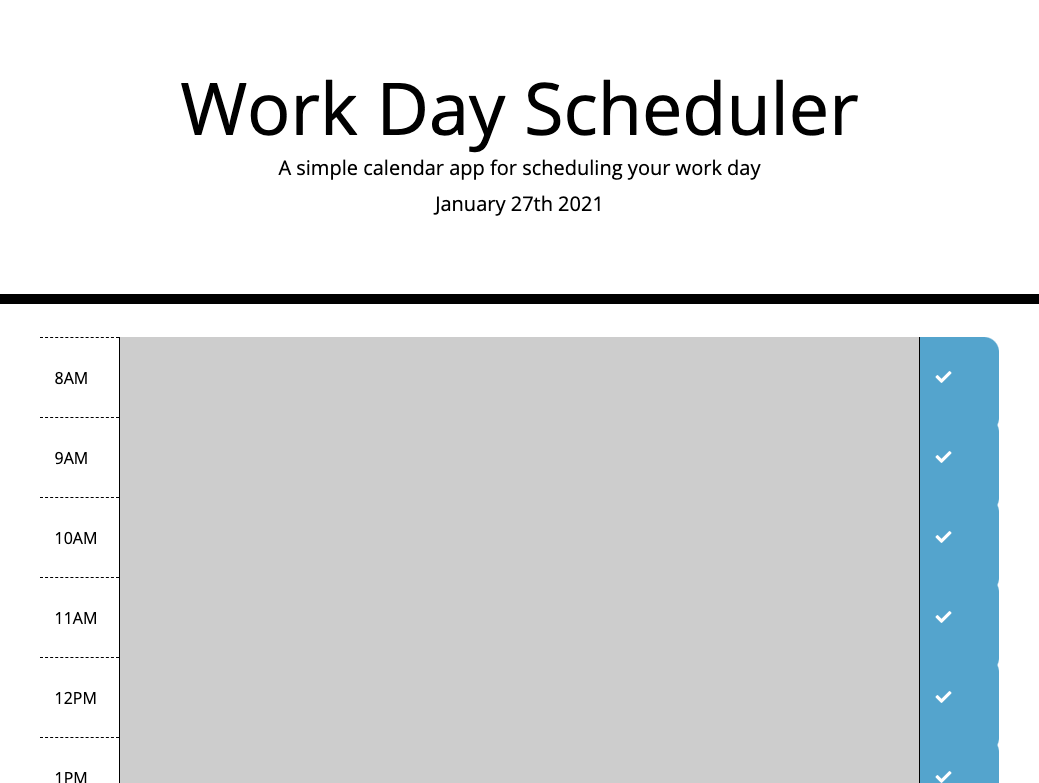 Work Day Scheduler
A simple calendar app for scheduling your work day
January 27th 2021
8AM
9AM
10AM
11AM
12PM
1PM